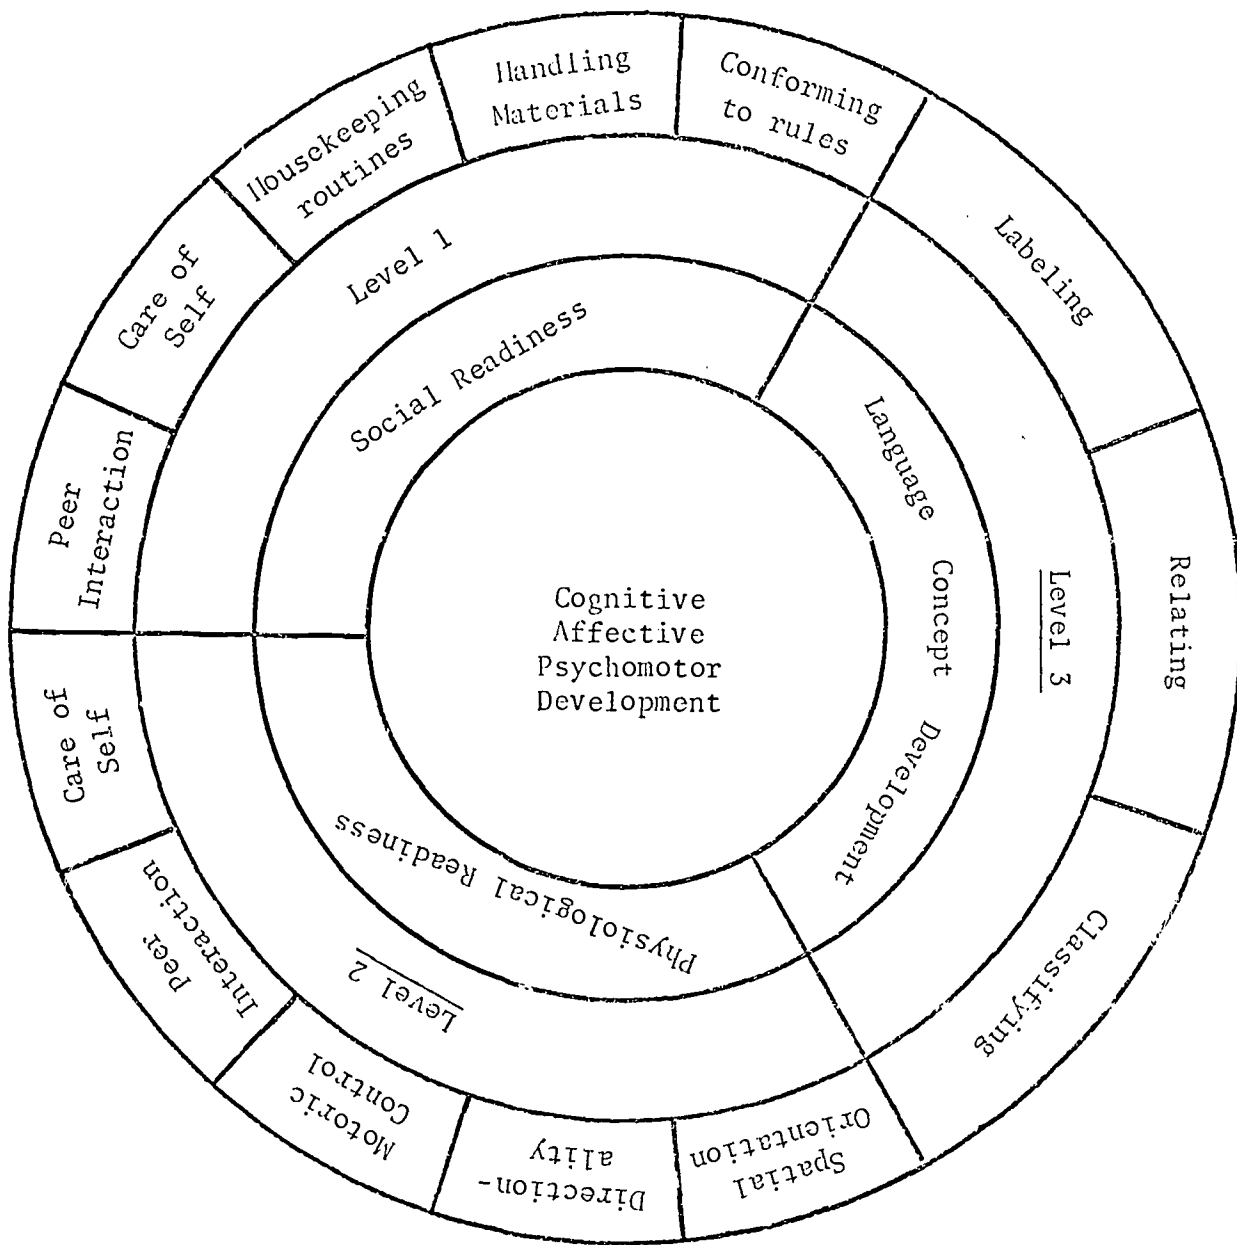 Conforming
to rules
Handling
Materials
Housekeeping
routines
Care of
Self
Peer
Interaction
Level 1
Social Readiness
Labeling
Relating
Classifying
Level 3
Language Concept Development
Cognitive
Affective
Psychomotor
Development
Care of
Self
Peer
Interaction
Motoric
Control
Direction-
ality
Spatial
Orientation
Level 2
Physiological Readiness